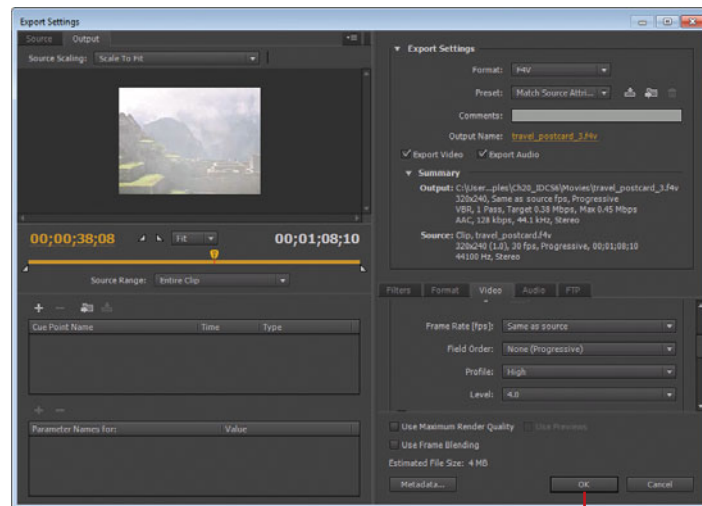 Export Settings
Source Output
Source Scaling: Scale To Fit
00;00;38;08 Fit 00;01;08;10
Source Range: Entire Clip
Cue Point Name Time Type
Parameter Names for: Value
Export Settings
Format: F4V
Preset: Match Source Attri...
Comments:
Output Name: travel_postcard_3.f4v
Export Video Export Audio
Summary
Output: C:\User...ples\Ch20_IDCS6\Movies\travel_postcard_3.f4v
320x240, Same as source fps, Progressive
VBR, 1 Pass, Target 0.38 Mbps, Max 0.45 Mbps
AAC, 128 kbps, 44.1 kHz, Stereo
Source: Clip, travel_postcard.f4v
320x240 (1.0), 30 fps, Progressive, 00;01;08;10
44100 Hz, Stereo
Filters Format Video Audio FTP
Frame Rate [fps]: Same as source
Field Order: None (Progressive)
Profile: High
Level: 4.0
Use Maximum Render Quality Use Previews
Use Frame Blending
Estimated File Size: 4 MB
Metadata... OK Cancel